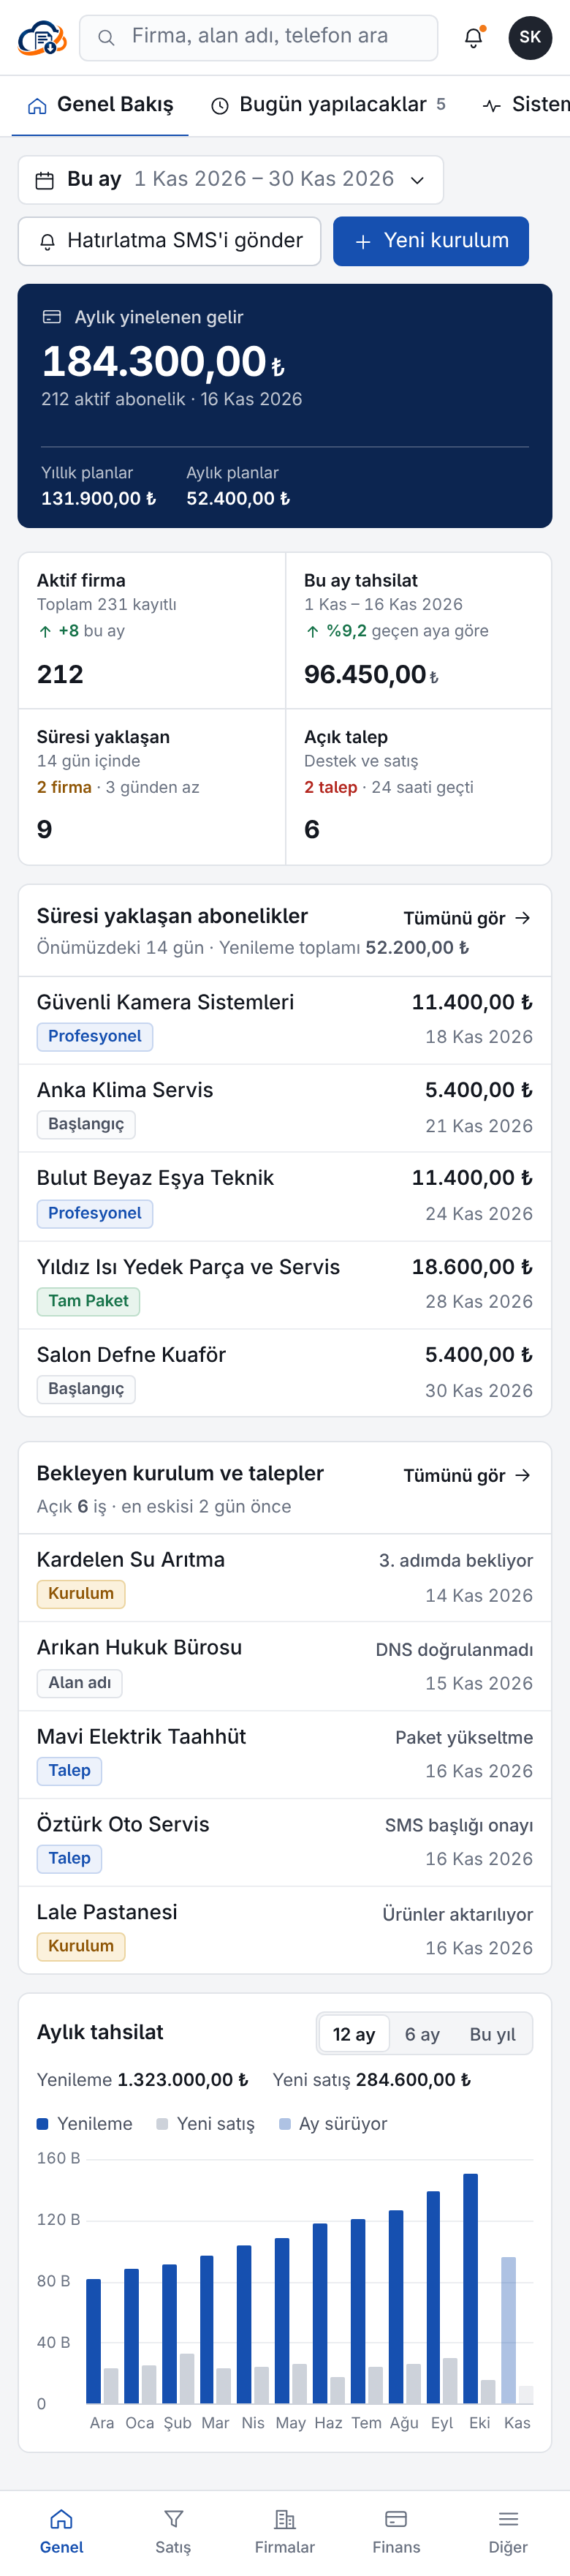 Firma, alan adı, telefon ara
SK
Genel Bakış
Bugün yapılacaklar 5
Sistem
Bu ay 1 Kas 2026 – 30 Kas 2026
Hatırlatma SMS'i gönder
Yeni kurulum
Aylık yinelenen gelir
184.300,00 ₺
212 aktif abonelik · 16 Kas 2026
Yıllık planlar
131.900,00 ₺
Aylık planlar
52.400,00 ₺
Aktif firma
Toplam 231 kayıtlı
↑ +8 bu ay
212
Bu ay tahsilat
1 Kas – 16 Kas 2026
↑ %9,2 geçen aya göre
96.450,00 ₺
Süresi yaklaşan
14 gün içinde
2 firma · 3 günden az
9
Açık talep
Destek ve satış
2 talep · 24 saati geçti
6
Süresi yaklaşan abonelikler
Tümünü gör →
Önümüzdeki 14 gün · Yenileme toplamı 52.200,00 ₺
Güvenli Kamera Sistemleri 11.400,00 ₺
Profesyonel 18 Kas 2026
Anka Klima Servis 5.400,00 ₺
Başlangıç 21 Kas 2026
Bulut Beyaz Eşya Teknik 11.400,00 ₺
Profesyonel 24 Kas 2026
Yıldız Isı Yedek Parça ve Servis 18.600,00 ₺
Tam Paket 28 Kas 2026
Salon Defne Kuaför 5.400,00 ₺
Başlangıç 30 Kas 2026
Bekleyen kurulum ve talepler
Tümünü gör →
Açık 6 iş · en eskisi 2 gün önce
Kardelen Su Arıtma 3. adımda bekliyor
Kurulum 14 Kas 2026
Arıkan Hukuk Bürosu DNS doğrulanmadı
Alan adı 15 Kas 2026
Mavi Elektrik Taahhüt Paket yükseltme
Talep 16 Kas 2026
Öztürk Oto Servis SMS başlığı onayı
Talep 16 Kas 2026
Lale Pastanesi Ürünler aktarılıyor
Kurulum 16 Kas 2026
Aylık tahsilat
12 ay 6 ay Bu yıl
Yenileme 1.323.000,00 ₺ Yeni satış 284.600,00 ₺
Yenileme Yeni satış Ay sürüyor
160 B
120 B
80 B
40 B
0
Ara Oca Şub Mar Nis May Haz Tem Ağu Eyl Eki Kas
Genel Satış Firmalar Finans Diğer